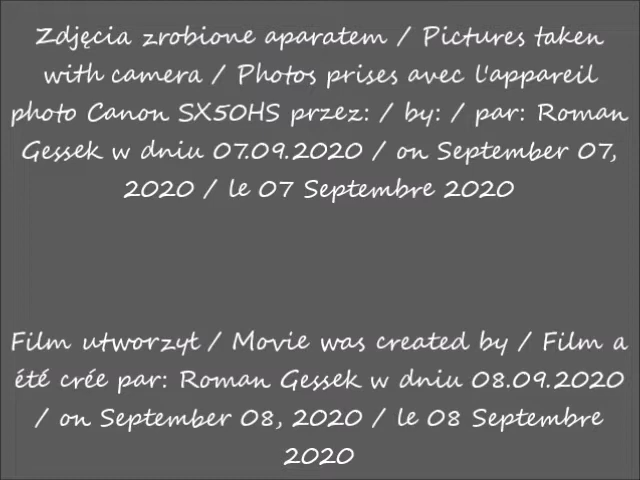 Zdjęcia zrobione aparatem / Pictures taken
with camera / Photos prises avec l'appareil
photo Canon SX50HS przez: / by: / par: Roman
Gessek w dniu 07.09.2020 / on September 07,
2020 / le 07 Septembre 2020
Film utworzył / Movie was created by / Film a
été crée par: Roman Gessek w dniu 08.09.2020
/ on September 08, 2020 / le 08 Septembre
2020